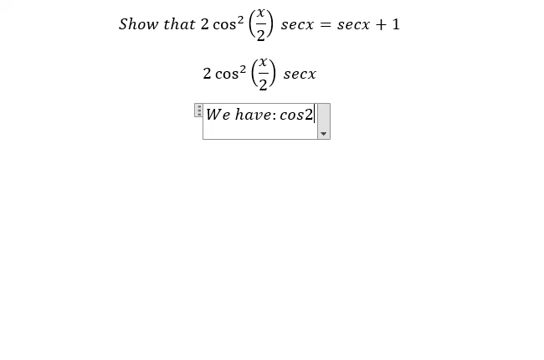 Show that 2 cos² (x/2) secx = secx + 1
2 cos² (x/2) secx
We have: cos2